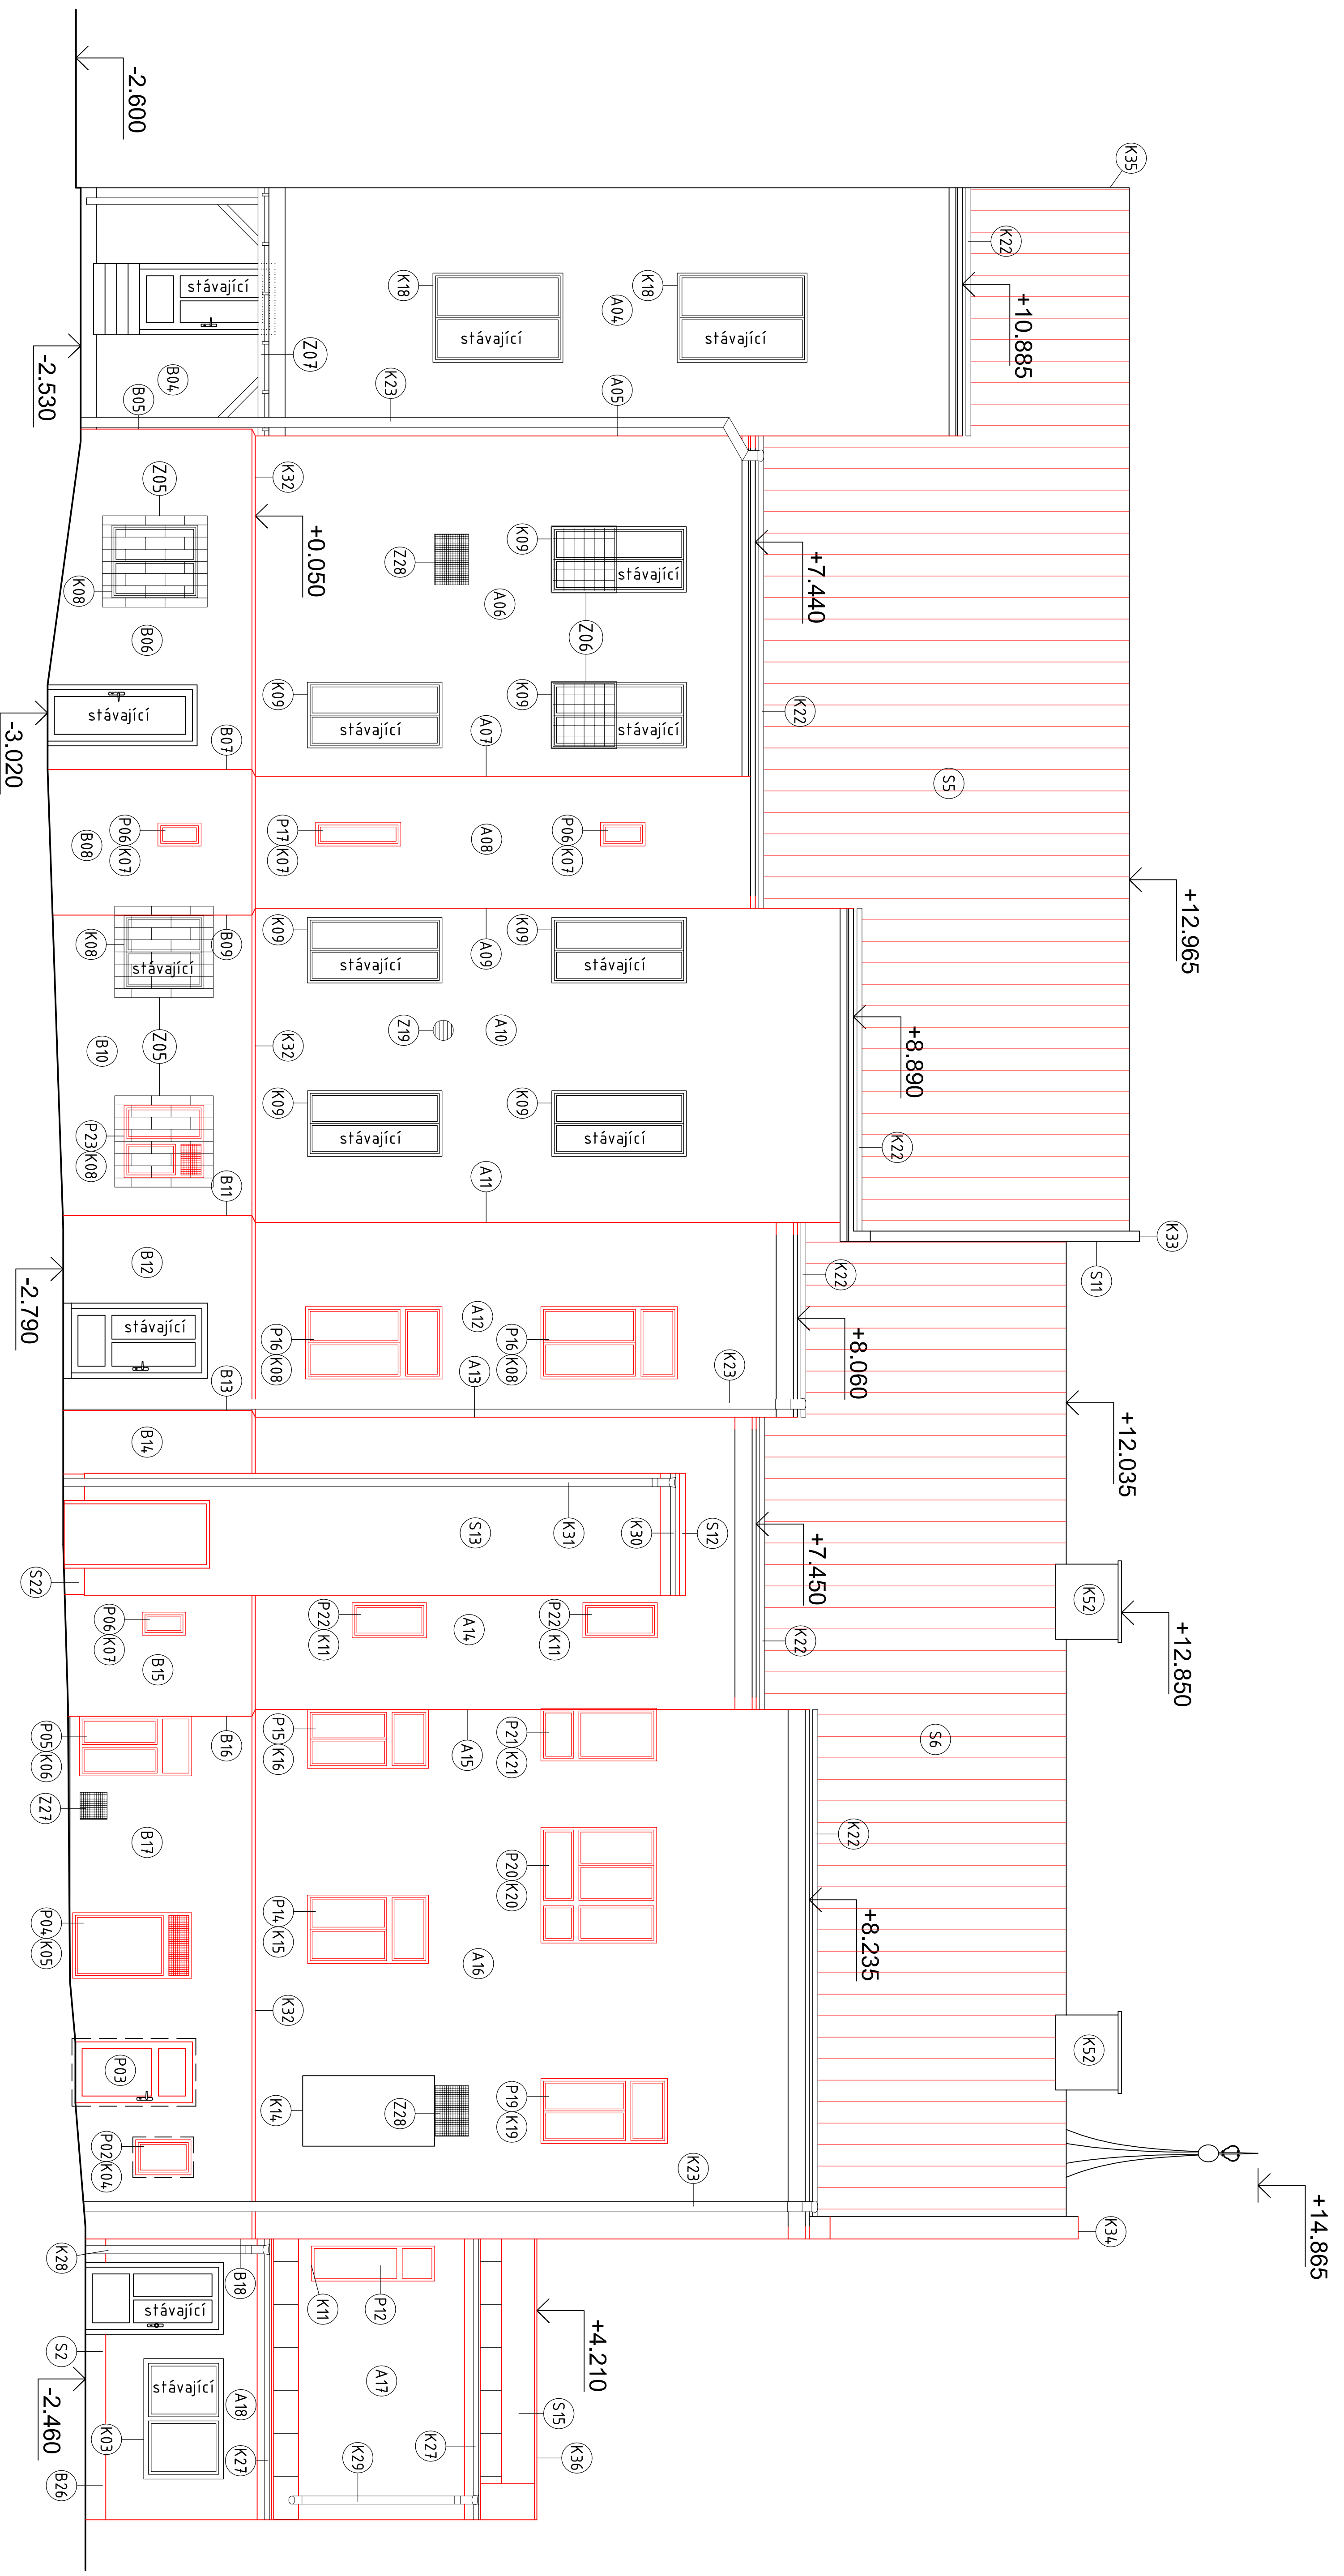 -2.600
K35
K22
+10.885
K18
A04
K18
stávající
stávající
stávající
Z07
K23
A05
B04
B05
-2.530
Z05
K32
+0.050
K09
Z28
A06
stávající
Z06
+7.440
K08
B06
stávající
B07
-3.020
K09
K09
stávající
stávající
A07
K22
S5
P06
K07
B08
P17
K07
A08
P06
K07
+12.965
K08
B09
stávající
K09
K09
A09
stávající
stávající
Z05
B10
K32
Z19
A10
+8.890
P23
K08
B11
K09
K09
stávající
stávající
A11
K22
K33
S11
B12
-2.790
stávající
B13
P16
K08
A12
P16
K08
A13
K22
+8.060
K23
+12.035
B14
S13
K31
K30
S12
+7.450
S22
K52
+12.850
P06
K07
B15
P22
K11
A14
P22
K11
K22
P05
K06
B16
P15
K16
A15
P21
K21
S6
Z27
B17
P20
K20
K22
P04
K05
P14
K15
A16
+8.235
K32
P03
K14
Z28
P19
K19
K52
P02
K04
K23
+14.865
K34
K28
B18
stávající
K11
P12
+4.210
S2
-2.460
stávající
A18
A17
S15
K03
K27
K27
K36
B26
K29